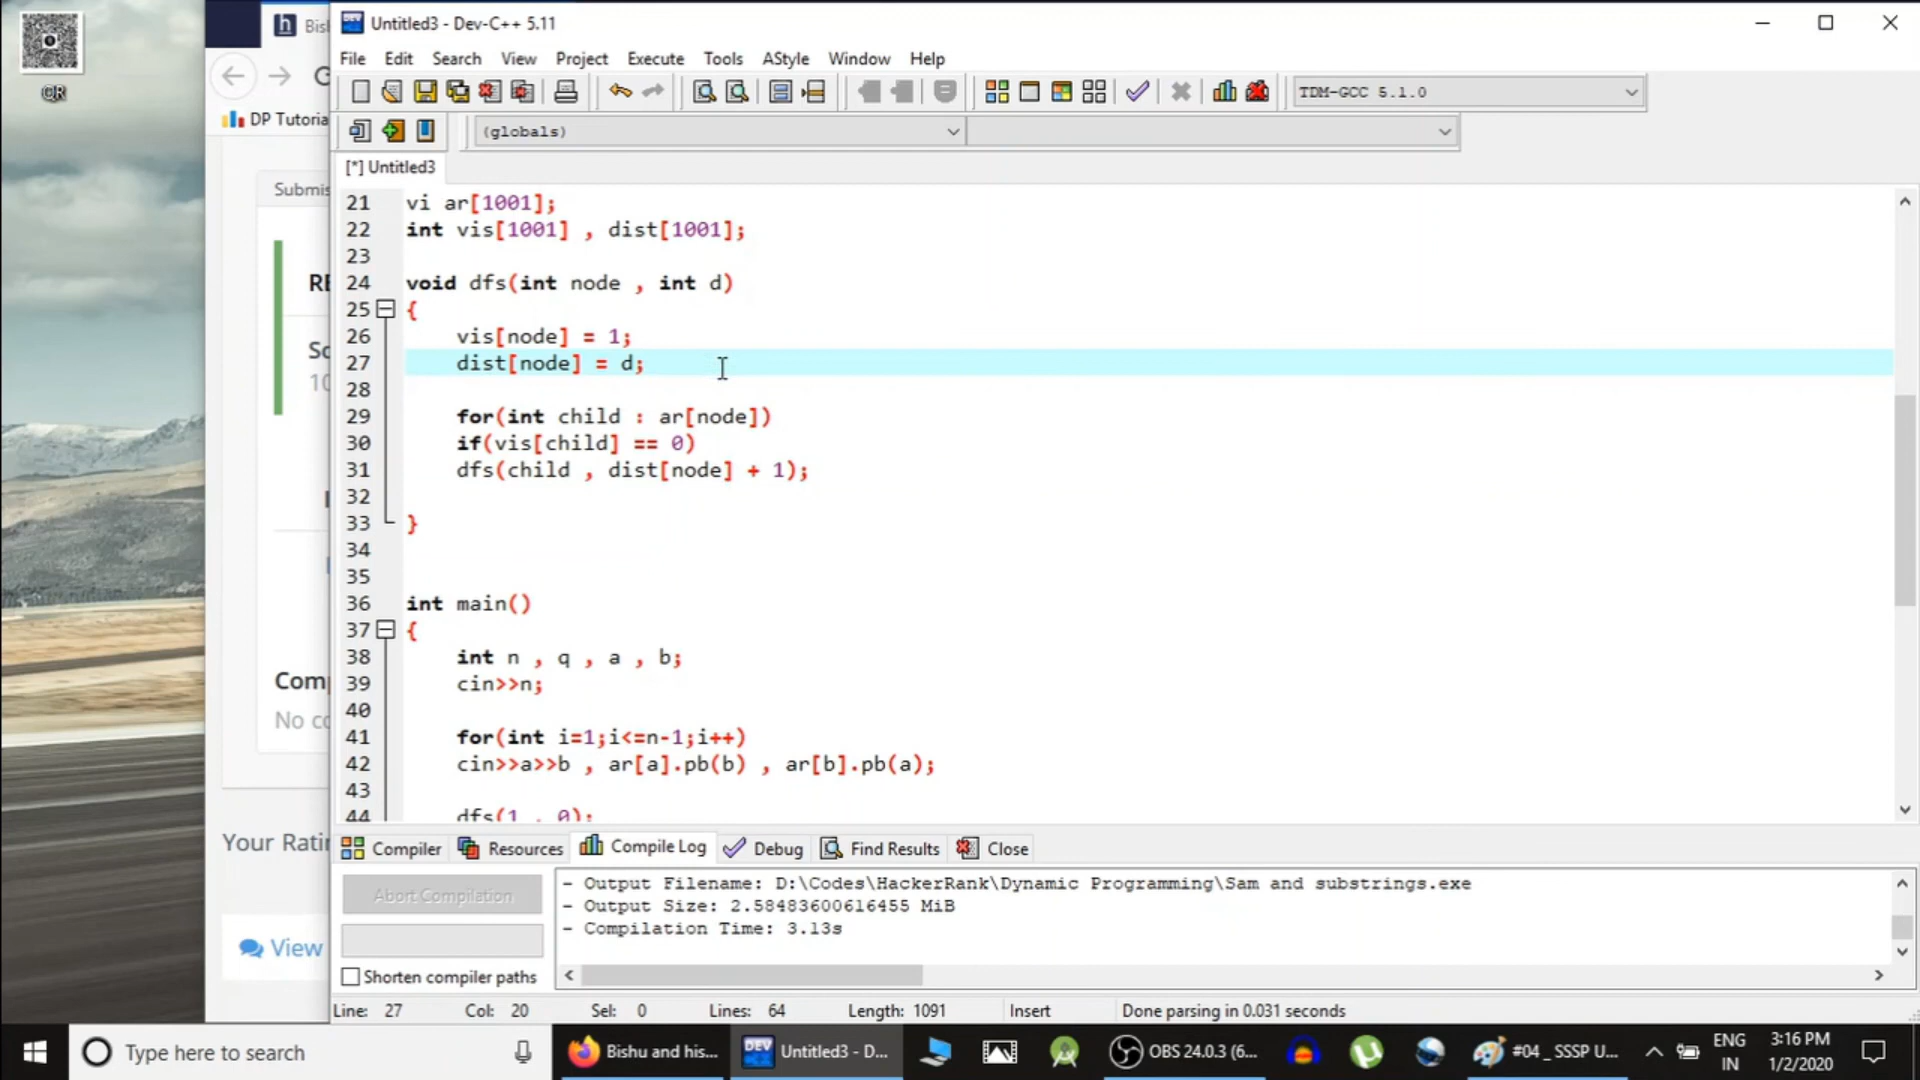 Untitled3 - Dev-C++ 5.11
File Edit Search View Project Execute Tools AStyle Window Help
TDM-GCC 5.1.0
(globals)
[*] Untitled3
QR
h Bis
DP Tutoria
Submis
RE
Sc
10
Comp
No co
Your Rati
View
21 vi ar[1001];
22 int vis[1001] , dist[1001];
23
24 void dfs(int node , int d)
25 {
26 vis[node] = 1;
27 dist[node] = d;
28
29 for(int child : ar[node])
30 if(vis[child] == 0)
31 dfs(child , dist[node] + 1);
32
33 }
34
35
36 int main()
37 {
38 int n , q , a , b;
39 cin>>n;
40
41 for(int i=1;i<=n-1;i++)
42 cin>>a>>b , ar[a].pb(b) , ar[b].pb(a);
43
44 dfs(1 , 0);
Compiler Resources Compile Log Debug Find Results Close
Abort Compilation
Shorten compiler paths
- Output Filename: D:\Codes\HackerRank\Dynamic Programming\Sam and substrings.exe
- Output Size: 2.58483600616455 MiB
- Compilation Time: 3.13s
Line: 27 Col: 20 Sel: 0 Lines: 64 Length: 1091 Insert Done parsing in 0.031 seconds
Type here to search
Bishu and his...
DEV Untitled3 - D...
OBS 24.0.3 (6...
#04 _ SSSP U...
ENG
IN
3:16 PM
1/2/2020